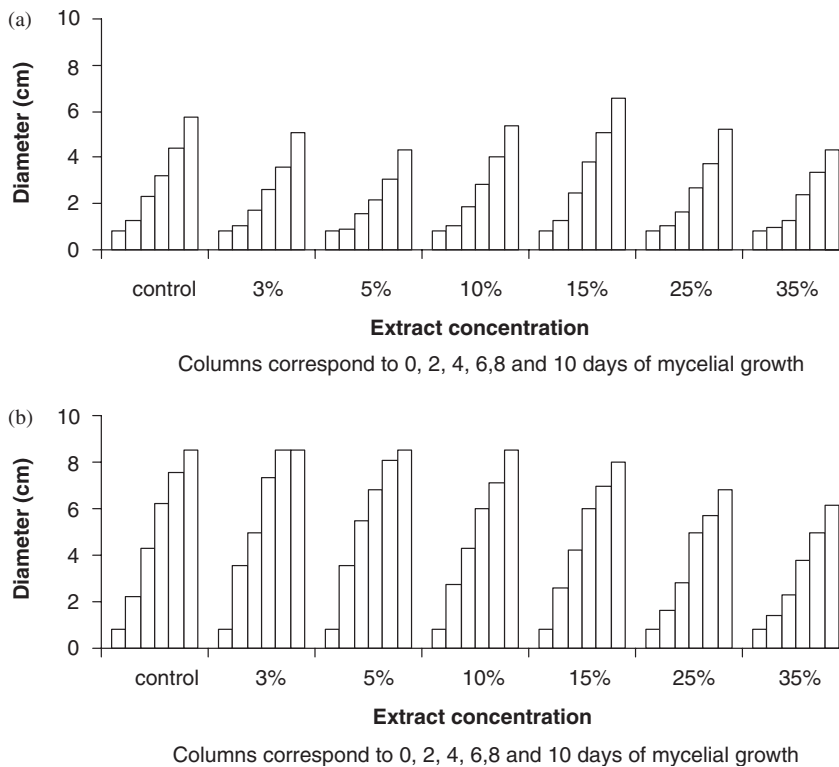 (a)
10
8
6
4
2
0
Diameter (cm)
control 3% 5% 10% 15% 25% 35%
Extract concentration
Columns correspond to 0, 2, 4, 6,8 and 10 days of mycelial growth
(b)
10
8
6
4
2
0
Diameter (cm)
control 3% 5% 10% 15% 25% 35%
Extract concentration
Columns correspond to 0, 2, 4, 6,8 and 10 days of mycelial growth